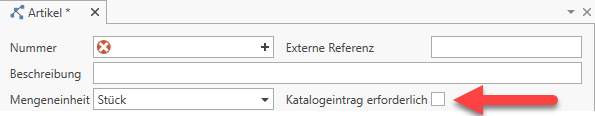 Artikel *
Nummer Externe Referenz
Beschreibung
Mengeneinheit Stück Katalogeintrag erforderlich